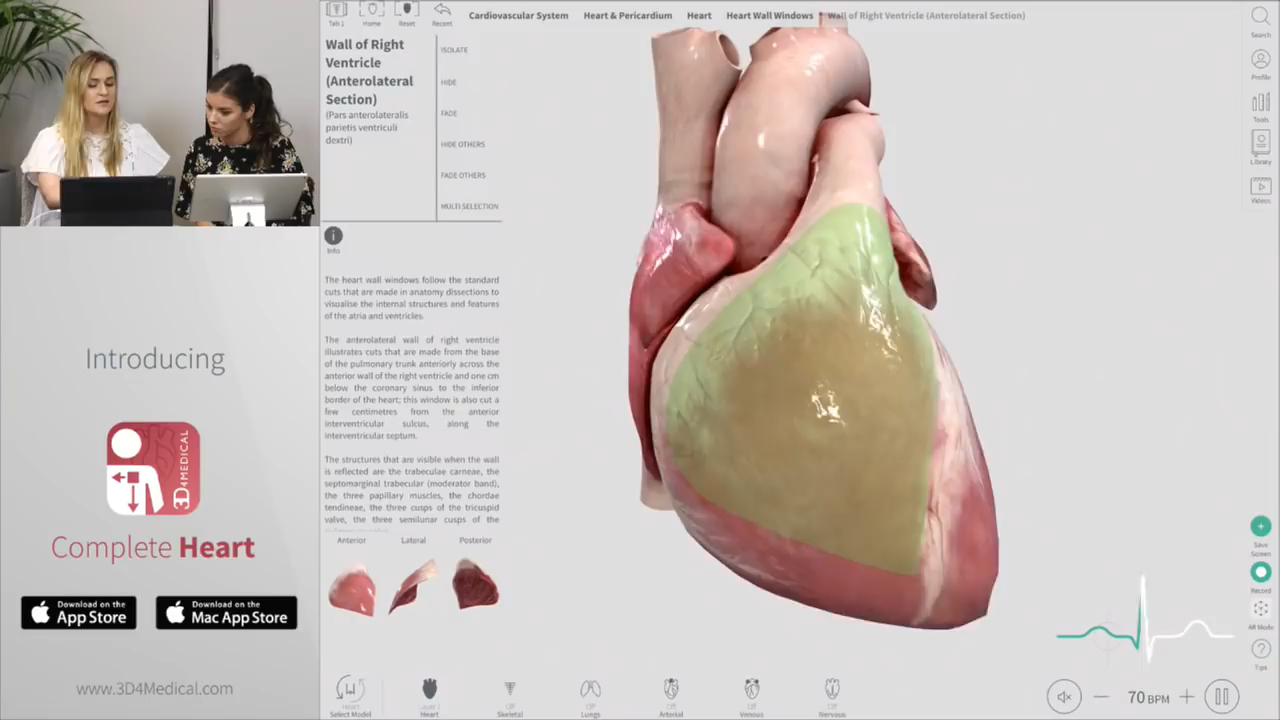 Tab 1
Home
Reset
Recent
Cardiovascular System
Heart & Pericardium
Heart
Heart Wall Windows
Wall of Right Ventricle (Anterolateral Section)
Search
Profile
Tools
Library
Videos
Wall of Right
Ventricle
(Anterolateral
Section)
(Pars anterolateralis
parietis ventriculi
dextri)
ISOLATE
HIDE
FADE
HIDE OTHERS
FADE OTHERS
MULTI SELECTION
i
Info
The heart wall windows follow the standard
cuts that are made in anatomy dissections to
visualise the internal structures and features
of the atria and ventricles.
The anterolateral wall of right ventricle
illustrates cuts that are made from the base
of the pulmonary trunk anteriorly across the
anterior wall of the right ventricle and one cm
below the coronary sinus to the inferior
border of the heart; this window is also cut a
few centimetres from the anterior
interventricular sulcus, along the
interventricular septum.
The structures that are visible when the wall
is reflected are the trabeculae carneae, the
septomarginal trabecular (moderator band),
the three papillary muscles, the chordae
tendineae, the three cusps of the tricuspid
valve, the three semilunar cusps of the
Anterior
Lateral
Posterior
Introducing
3D4MEDICAL
Complete Heart
Download on the
App Store
Download on the
Mac App Store
www.3D4Medical.com
Heart
Select Model
Layer 1
Heart
Off
Skeletal
Off
Lungs
Off
Arterial
Off
Venous
Off
Nervous
Save
Screen
Record
AR Mode
?
Tips
70 BPM